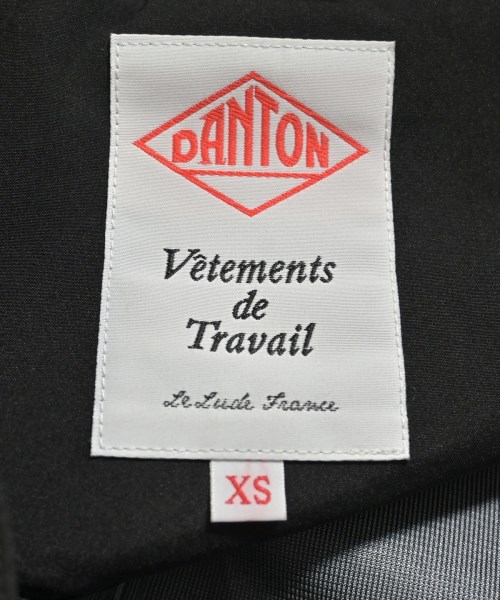 DANTON
Vêtements
de
Travail
Le Lude France
XS